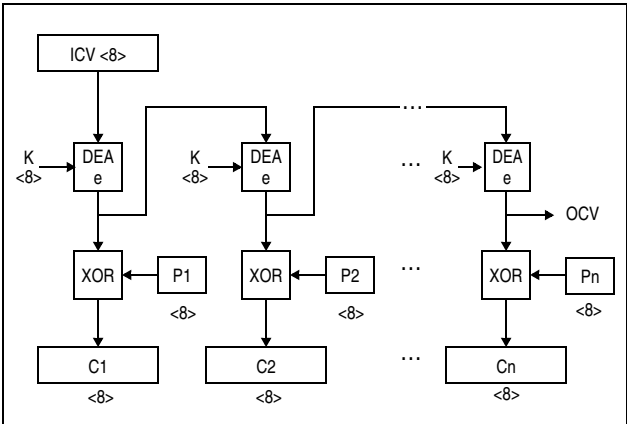 ICV <8>
...
K
<8>
DEA
e
K
<8>
DEA
e
...
K
<8>
DEA
e
OCV
XOR
P1
<8>
XOR
P2
<8>
...
XOR
Pn
<8>
C1
<8>
C2
<8>
...
Cn
<8>